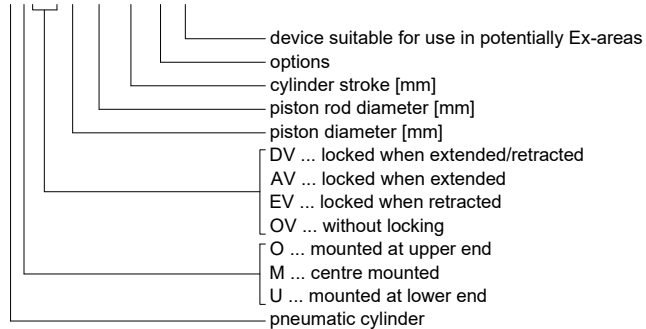 device suitable for use in potentially Ex-areas
options
cylinder stroke [mm]
piston rod diameter [mm]
piston diameter [mm]
DV ... locked when extended/retracted
AV ... locked when extended
EV ... locked when retracted
OV ... without locking
O ... mounted at upper end
M ... centre mounted
U ... mounted at lower end
pneumatic cylinder